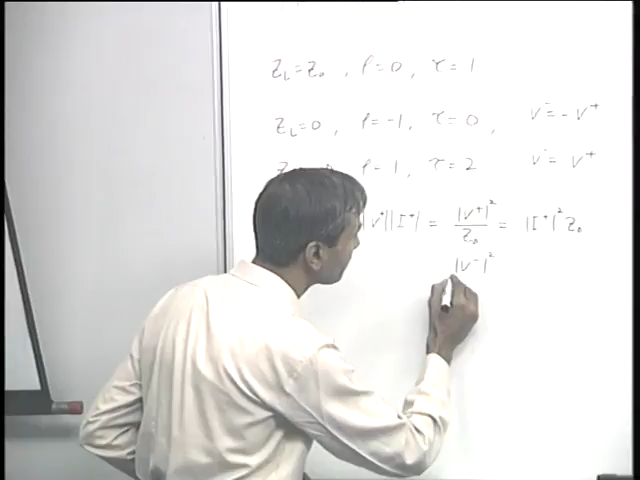 Z_L = Z_0 , ρ = 0 , τ = 1
Z_L = 0 , ρ = -1 , τ = 0 , V^- = - V^+
ρ = 1 , τ = 2 V^- = V^+
|V^+||I^+| = |V^+|^2 / Z_0 = |I^+|^2 Z_0
|V^-|^2